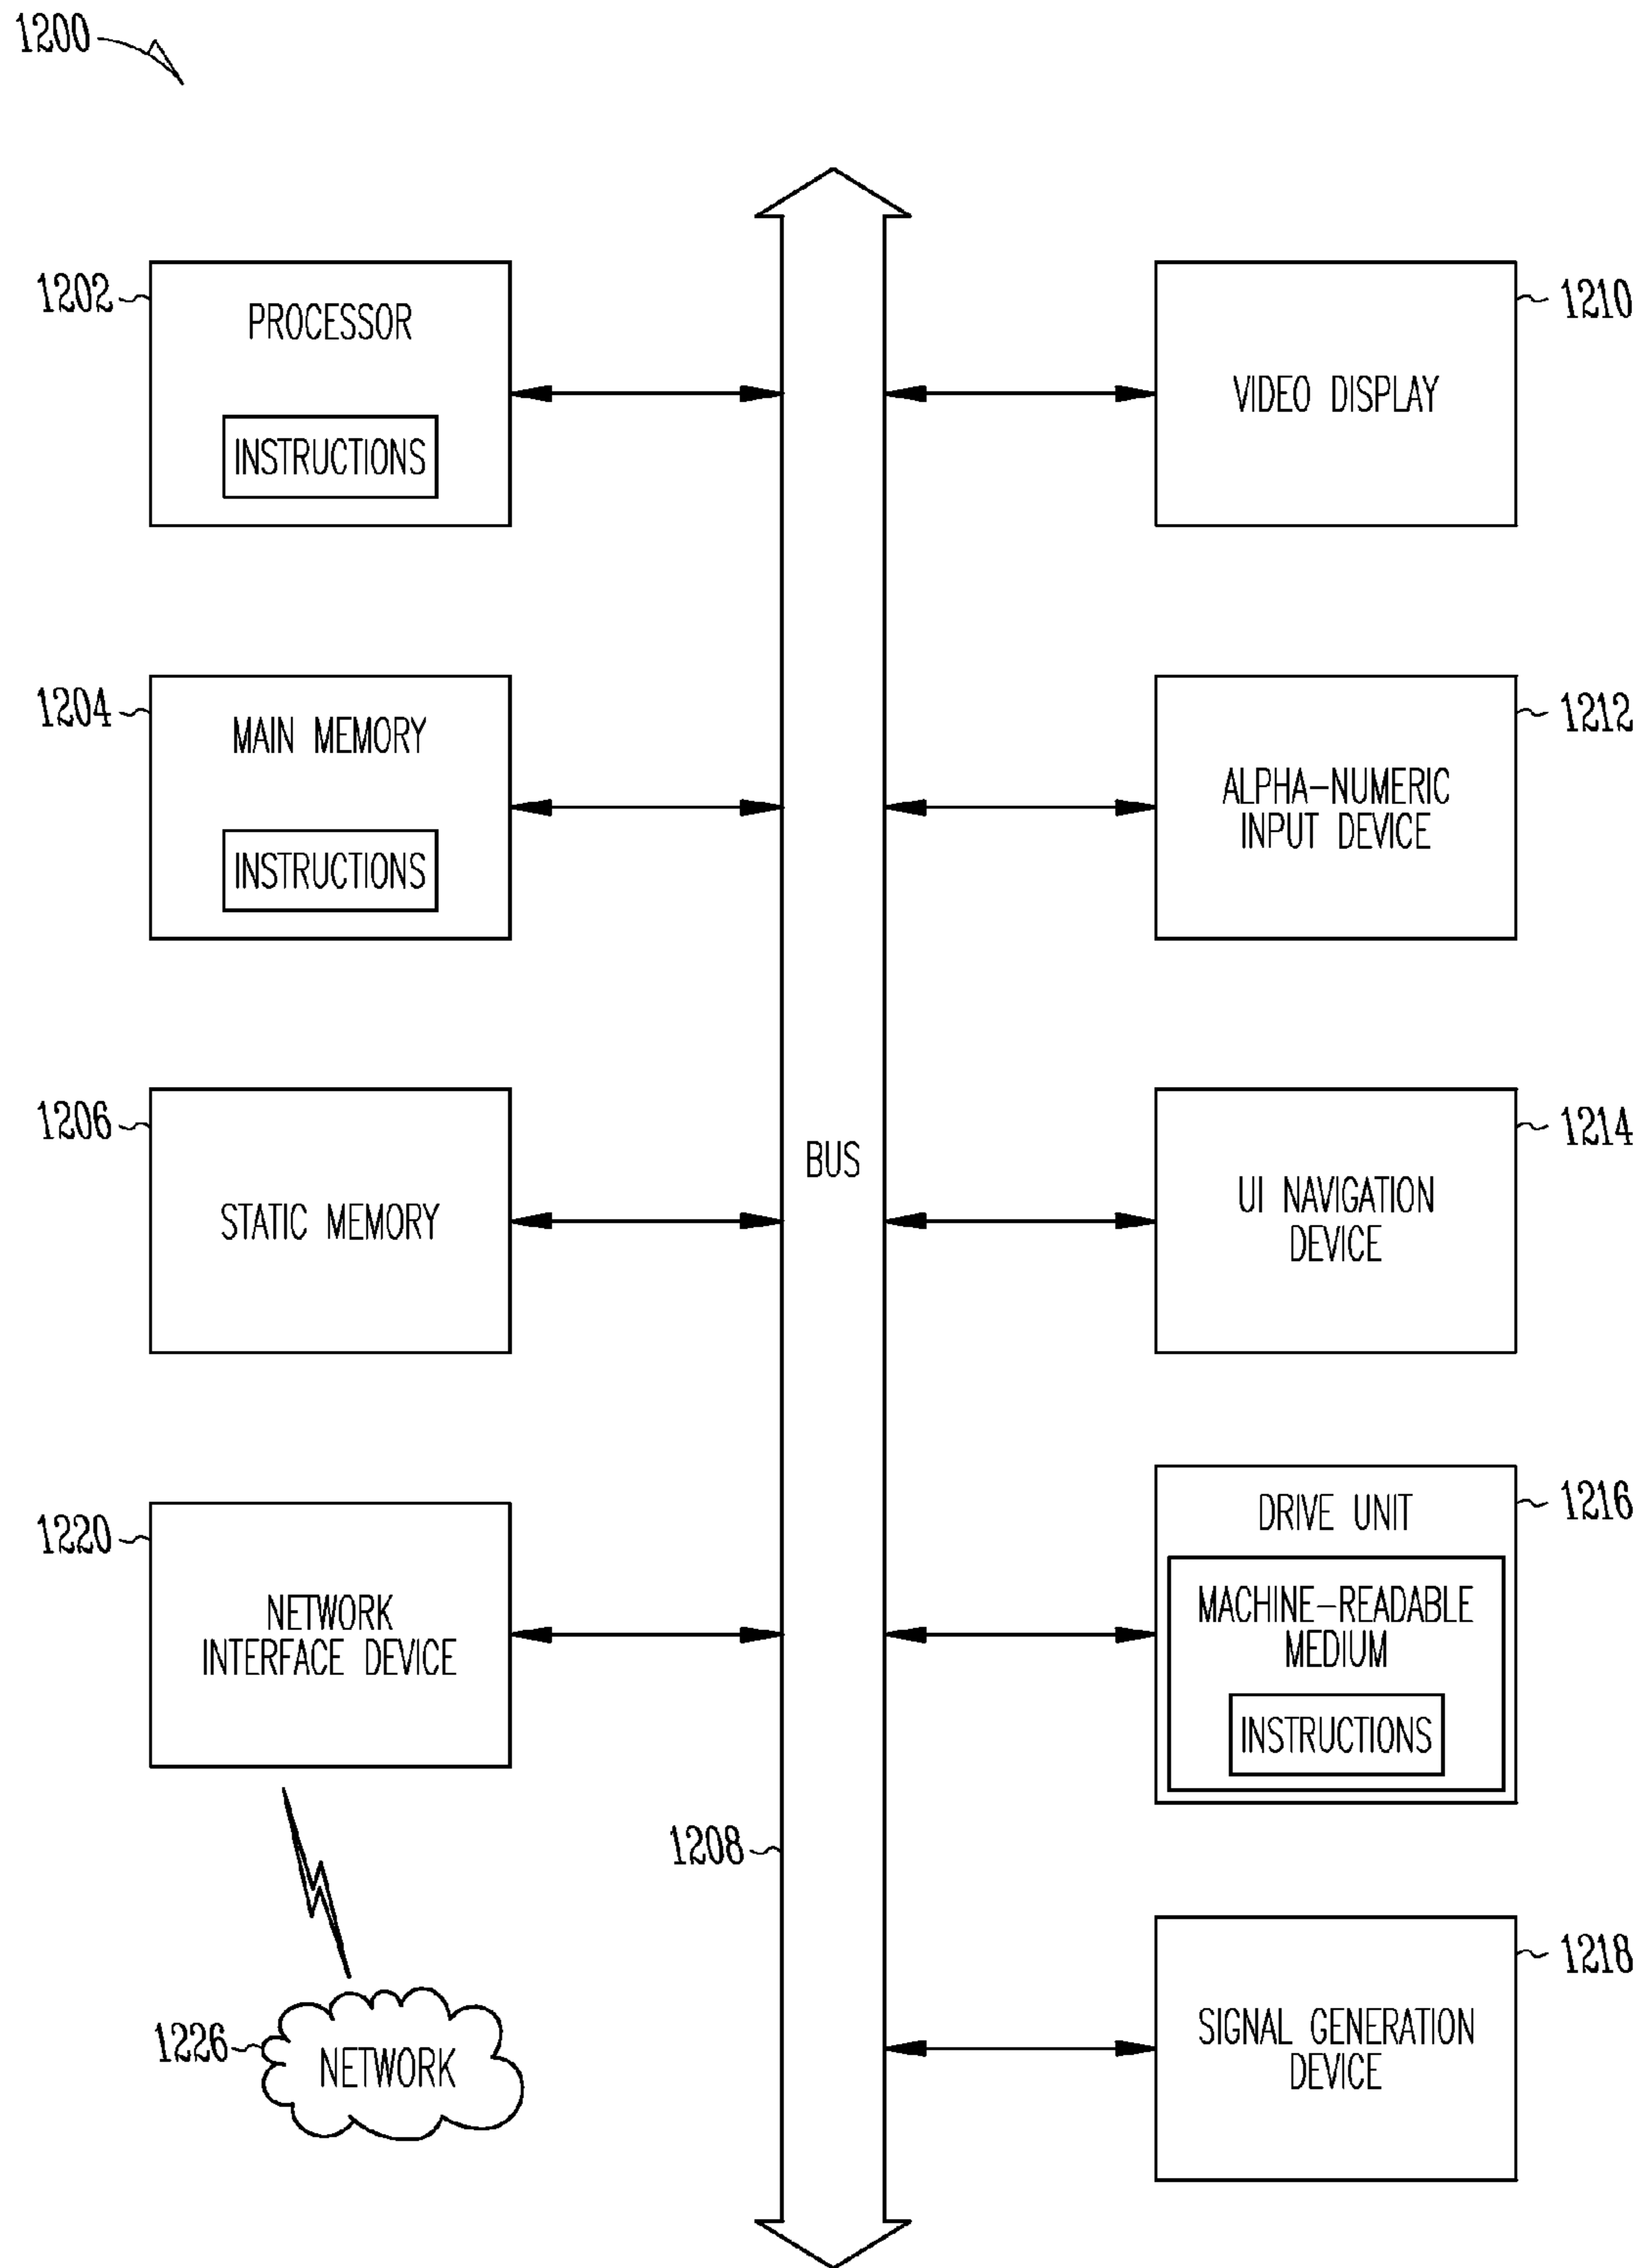 1200
1202
PROCESSOR
INSTRUCTIONS
1204
MAIN MEMORY
INSTRUCTIONS
1206
STATIC MEMORY
1220
NETWORK
INTERFACE DEVICE
1226
NETWORK
BUS
1208
1210
VIDEO DISPLAY
1212
ALPHA-NUMERIC
INPUT DEVICE
1214
UI NAVIGATION
DEVICE
1216
DRIVE UNIT
MACHINE-READABLE
MEDIUM
INSTRUCTIONS
1218
SIGNAL GENERATION
DEVICE